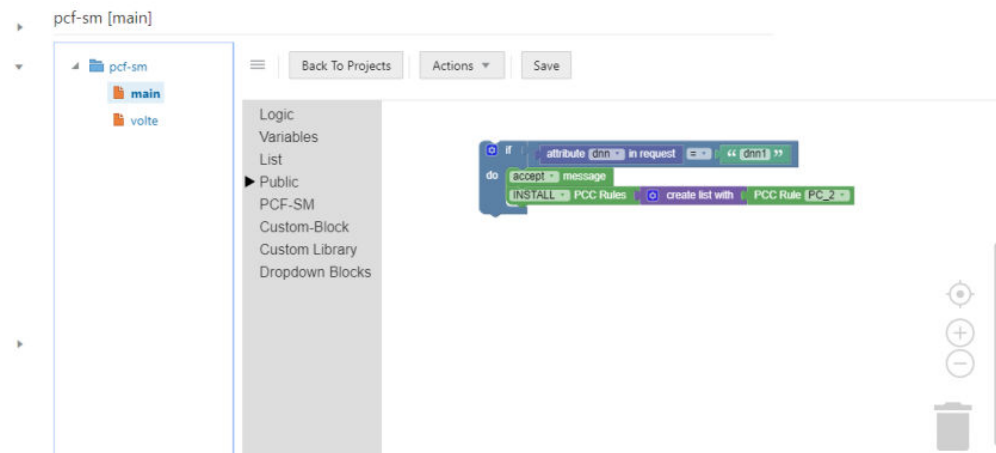 pcf-sm [main]
pcf-sm
main
volte
Back To Projects Actions Save
Logic
Variables
List
Public
PCF-SM
Custom-Block
Custom Library
Dropdown Blocks
if attribute dnn in request = “ dnn1 ”
do accept message
INSTALL PCC Rules create list with PCC Rule PC_2